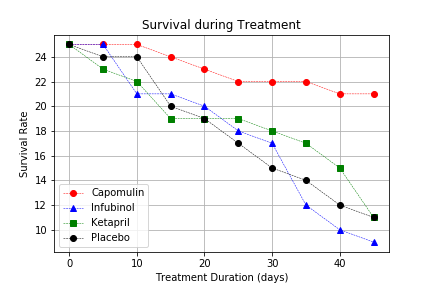 Survival during Treatment
Survival Rate
24
22
20
18
16
14
12
10
Capomulin
Infubinol
Ketapril
Placebo
0 10 20 30 40
Treatment Duration (days)